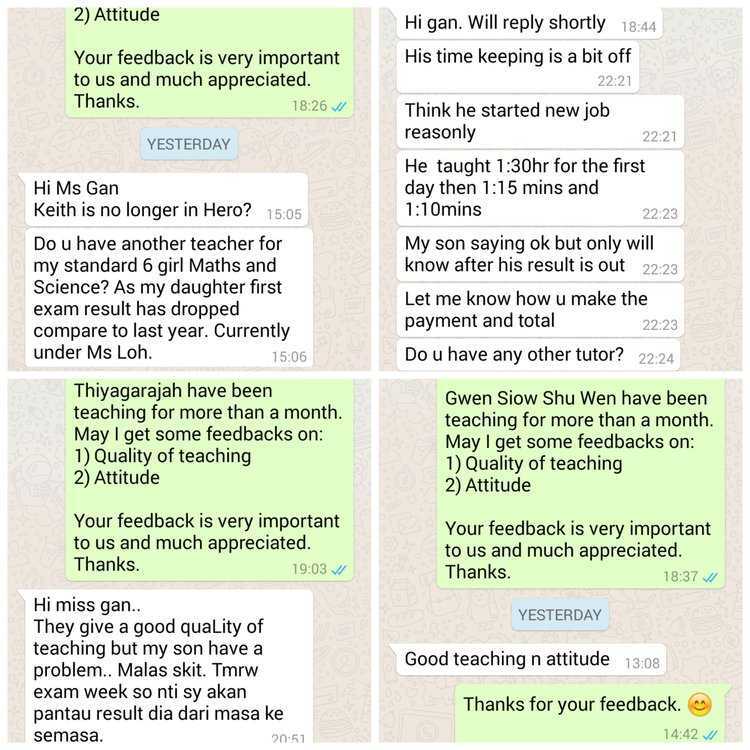 2) Attitude
Your feedback is very important
to us and much appreciated.
Thanks.
18:26
YESTERDAY
Hi Ms Gan
Keith is no longer in Hero?
15:05
Do u have another teacher for
my standard 6 girl Maths and
Science? As my daughter first
exam result has dropped
compare to last year. Currently
under Ms Loh.
15:06
Hi gan. Will reply shortly
18:44
His time keeping is a bit off
22:21
Think he started new job
reasonly
22:21
He taught 1:30hr for the first
day then 1:15 mins and
1:10mins
22:23
My son saying ok but only will
know after his result is out
22:23
Let me know how u make the
payment and total
22:23
Do u have any other tutor?
22:24
Thiyagarajah have been
teaching for more than a month.
May I get some feedbacks on:
1) Quality of teaching
2) Attitude
Your feedback is very important
to us and much appreciated.
Thanks.
19:03
Hi miss gan..
They give a good quaLity of
teaching but my son have a
problem.. Malas skit. Tmrw
exam week so nti sy akan
pantau result dia dari masa ke
semasa.
20:51
Gwen Siow Shu Wen have been
teaching for more than a month.
May I get some feedbacks on:
1) Quality of teaching
2) Attitude
Your feedback is very important
to us and much appreciated.
Thanks.
18:37
YESTERDAY
Good teaching n attitude
13:08
Thanks for your feedback. 😊
14:42